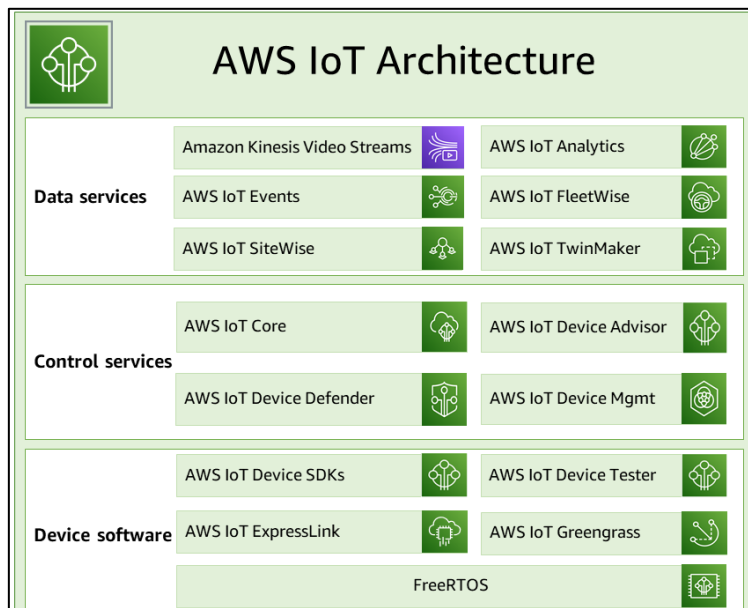 AWS IoT Architecture
Data services
Amazon Kinesis Video Streams
AWS IoT Analytics
AWS IoT Events
AWS IoT FleetWise
AWS IoT SiteWise
AWS IoT TwinMaker
Control services
AWS IoT Core
AWS IoT Device Advisor
AWS IoT Device Defender
AWS IoT Device Mgmt
Device software
AWS IoT Device SDKs
AWS IoT Device Tester
AWS IoT ExpressLink
AWS IoT Greengrass
FreeRTOS